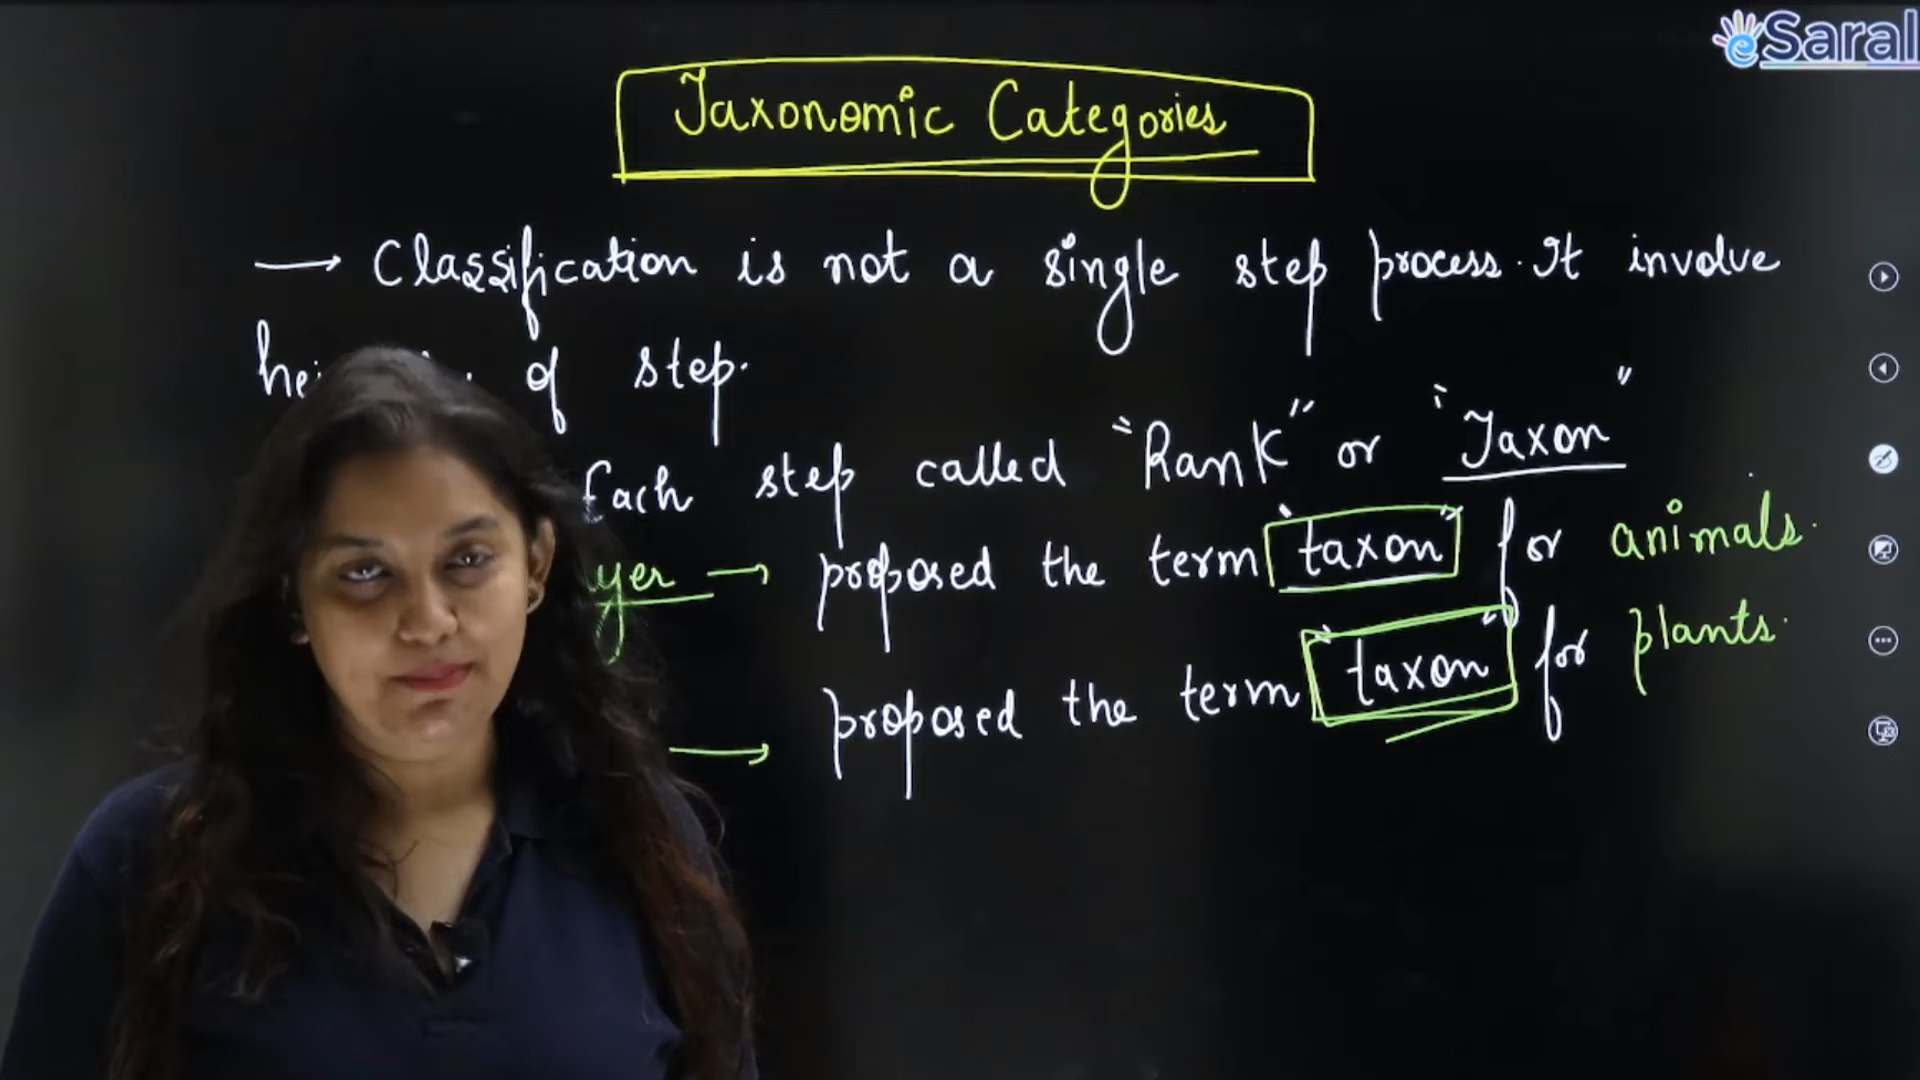 eSaral
Taxonomic Categories
→ Classification is not a single step process. It involve
of step.
Each step called "Rank" or "Taxon"
→ proposed the term "taxon" for animals.
→ proposed the term "taxon" for plants.